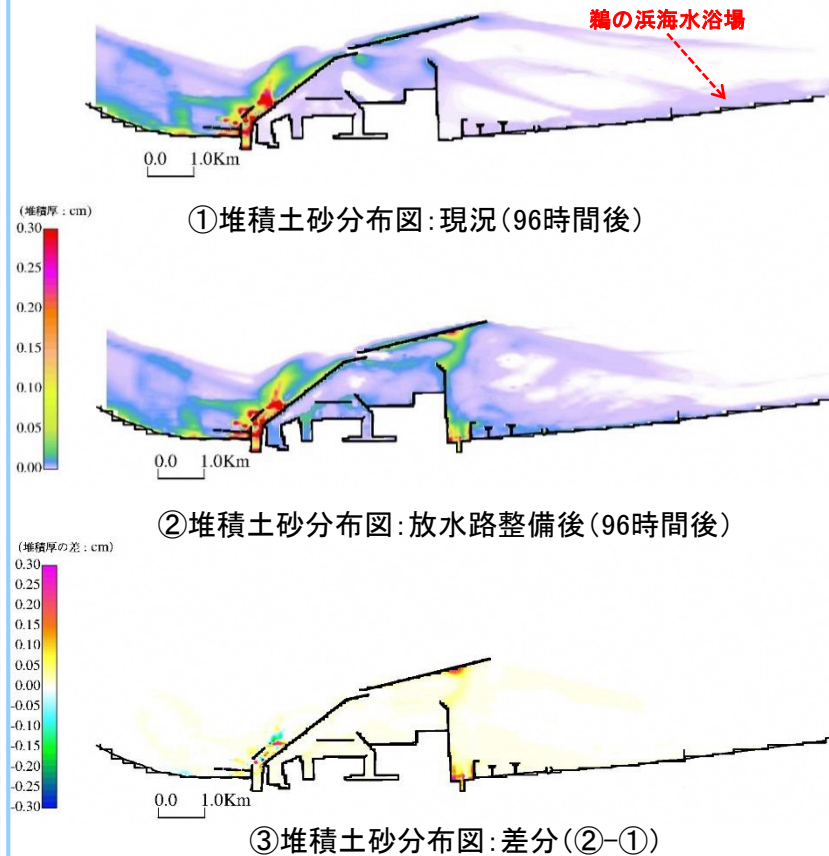 鵜の浜海水浴場
0.0 1.0Km
①堆積土砂分布図:現況(96時間後)
(堆積厚:cm)
0.30
0.25
0.20
0.15
0.10
0.05
0.00
0.0 1.0Km
②堆積土砂分布図:放水路整備後(96時間後)
(堆積厚の差:cm)
0.30
0.25
0.20
0.15
0.10
0.05
0.00
-0.05
-0.10
-0.15
-0.20
-0.25
-0.30
0.0 1.0Km
③堆積土砂分布図:差分(②-①)